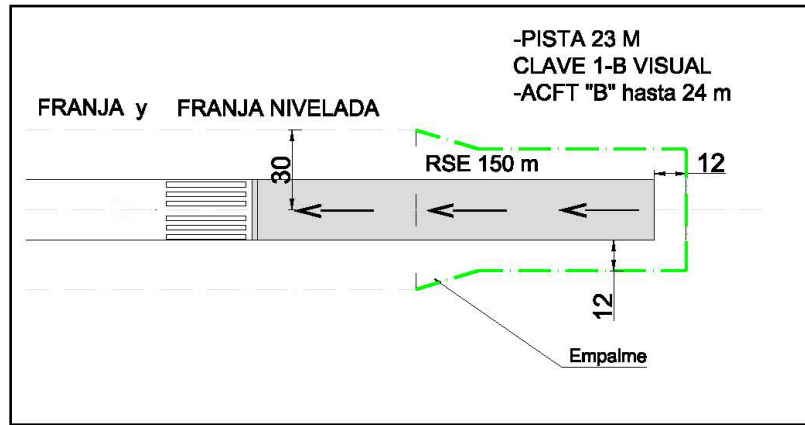 -PISTA 23 M
CLAVE 1-B VISUAL
-ACFT "B" hasta 24 m
FRANJA y FRANJA NIVELADA
30
RSE 150 m
12
12
Empalme